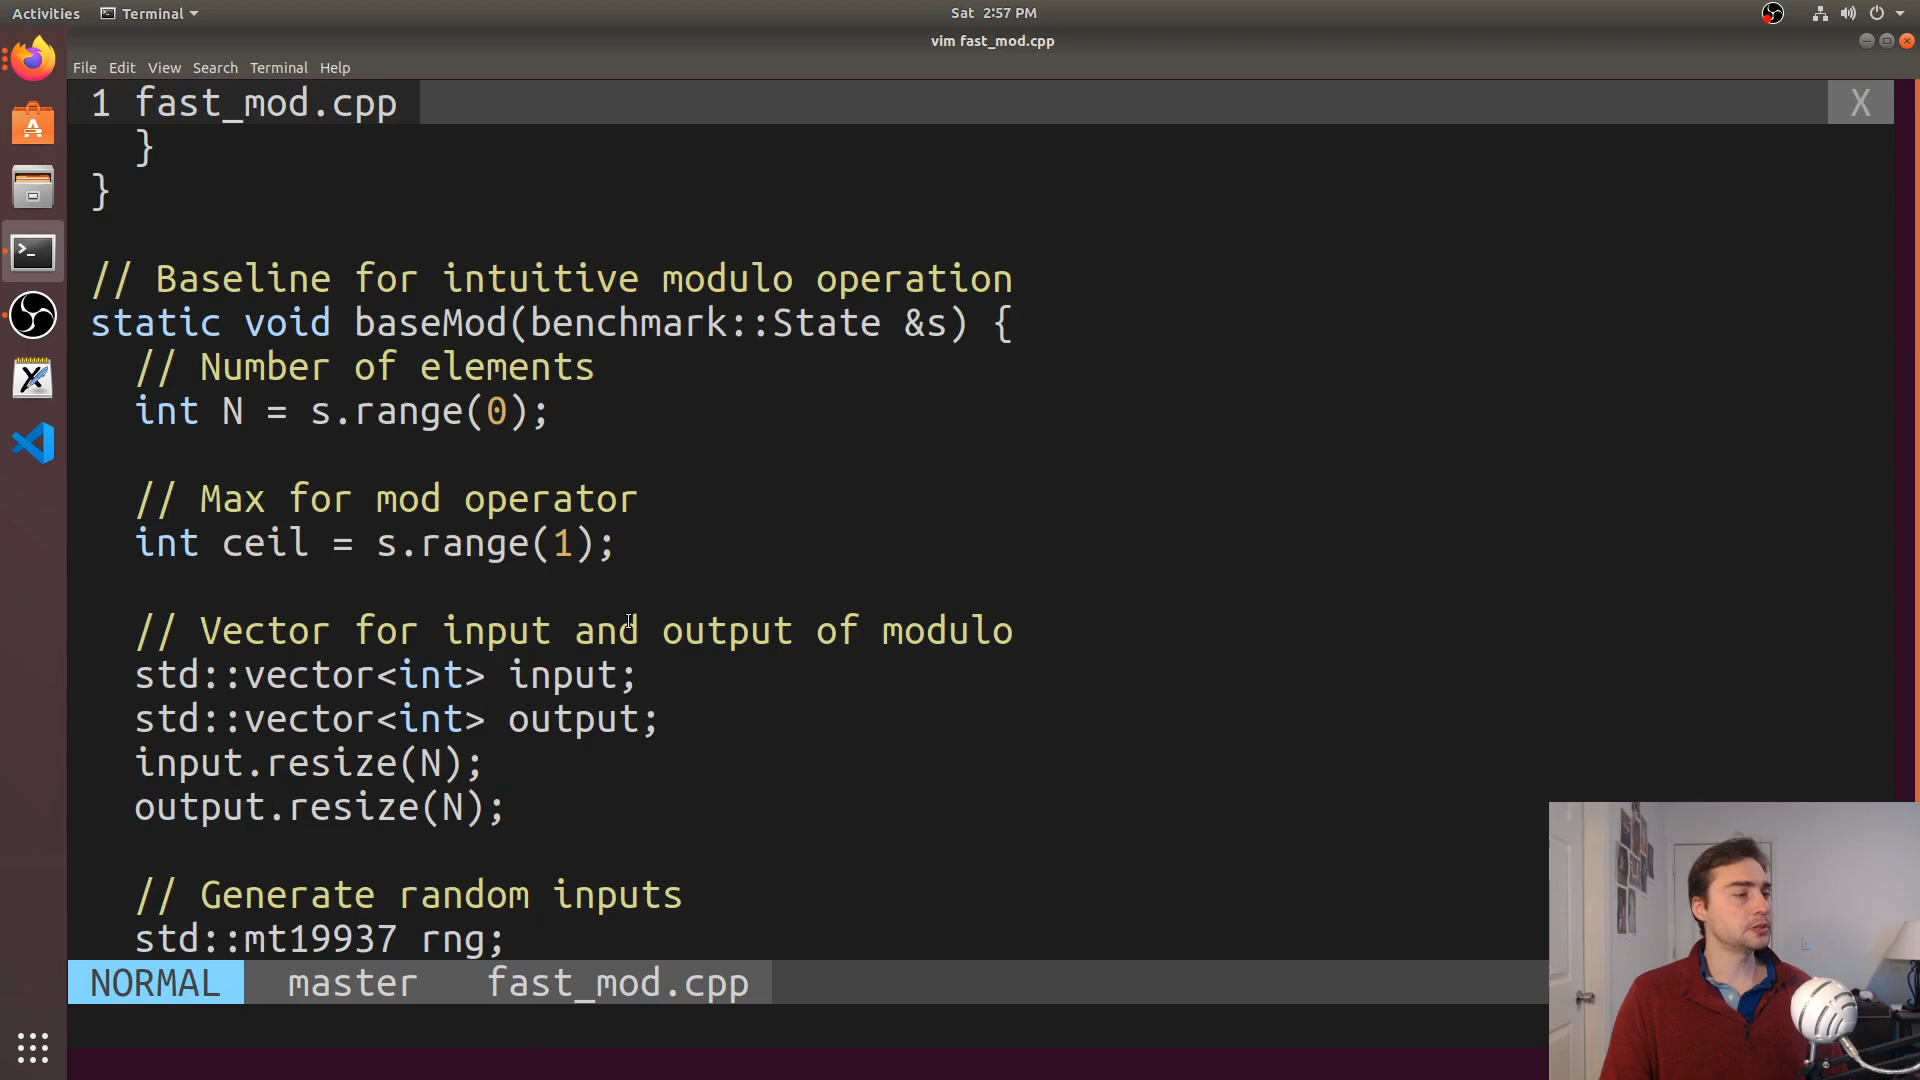 Activities Terminal Sat 2:57 PM
vim fast_mod.cpp
File Edit View Search Terminal Help
1 fast_mod.cpp X
}
}
// Baseline for intuitive modulo operation
static void baseMod(benchmark::State &s) {
// Number of elements
int N = s.range(0);
// Max for mod operator
int ceil = s.range(1);
// Vector for input and output of modulo
std::vector<int> input;
std::vector<int> output;
input.resize(N);
output.resize(N);
// Generate random inputs
std::mt19937 rng;
NORMAL master fast_mod.cpp